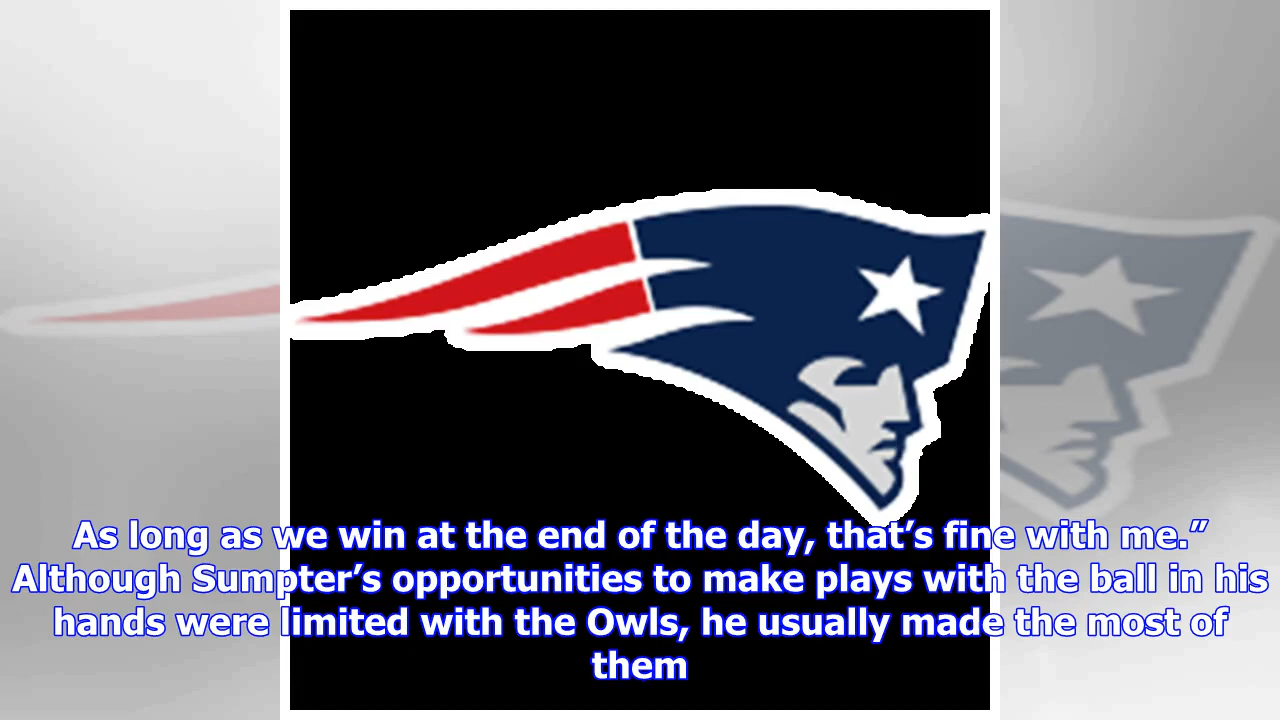 As long as we win at the end of the day, that’s fine with me.”
Although Sumpter’s opportunities to make plays with the ball in his
hands were limited with the Owls, he usually made the most of
them